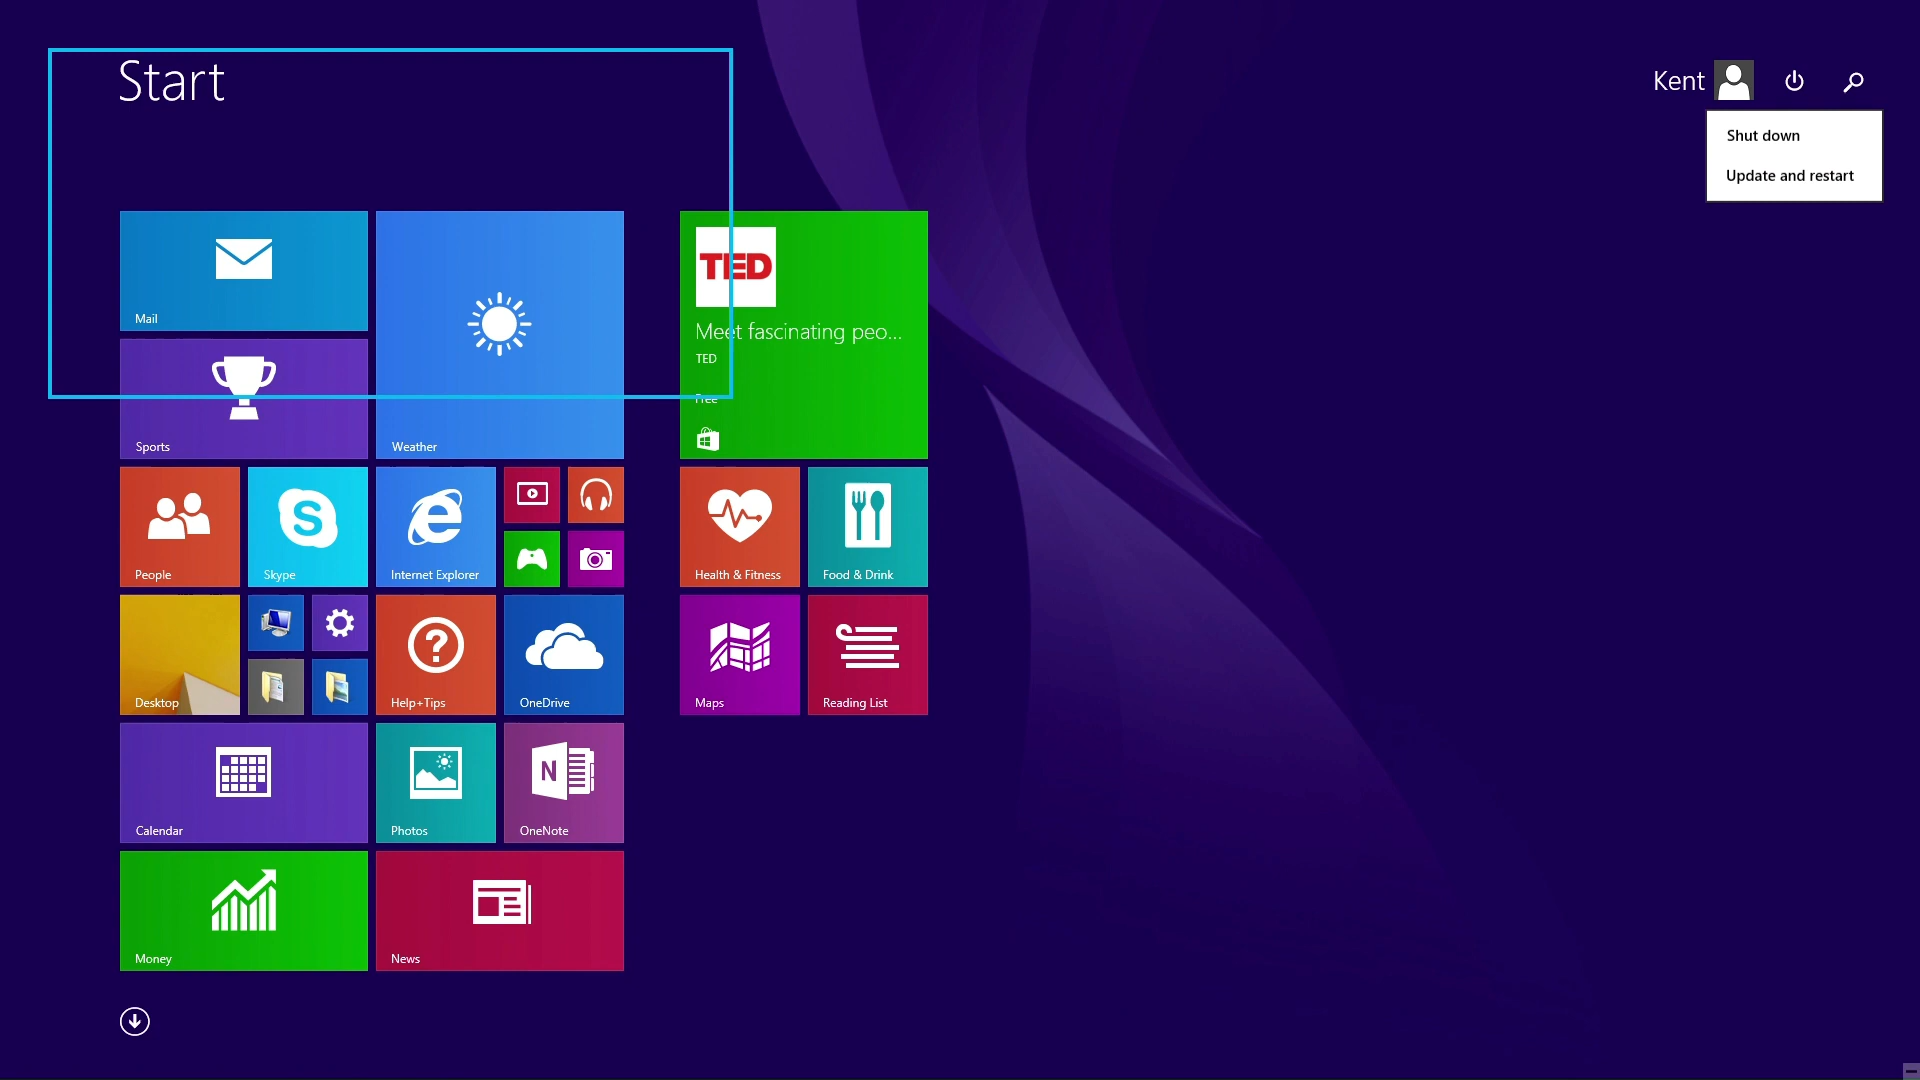 Start
Kent
Shut down
Update and restart
Mail
Sports
Weather
TED
Meet fascinating peo...
TED
Free
People
Skype
S
Internet Explorer
Health & Fitness
Food & Drink
Desktop
Help+Tips
OneDrive
Maps
Reading List
Calendar
Photos
N
OneNote
Money
News